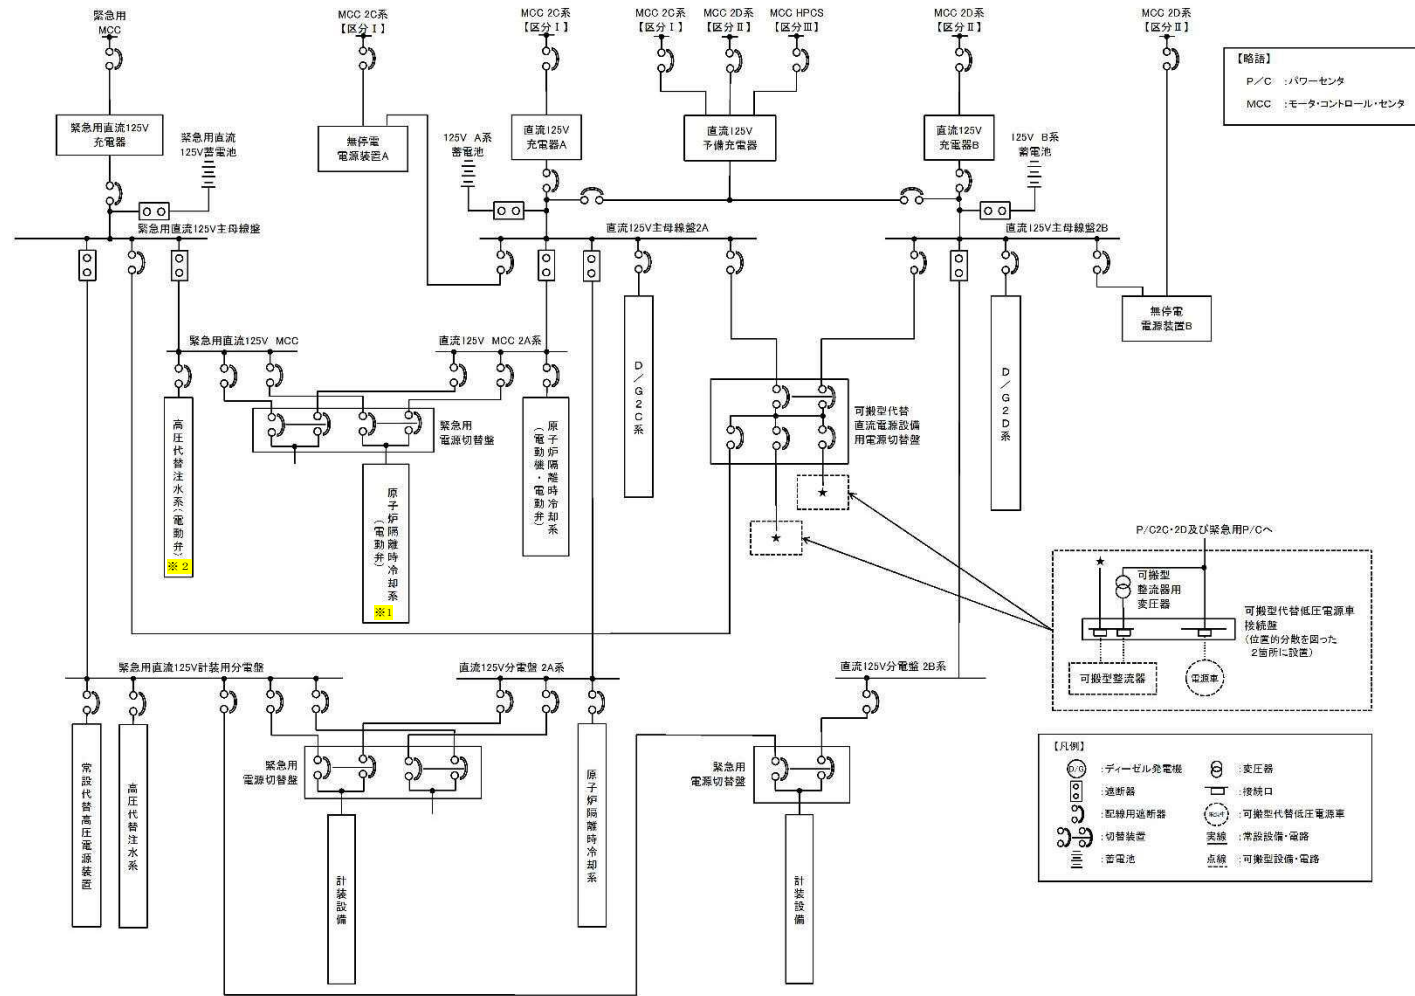 緊急用
MCC
MCC 2C系
【区分Ⅰ】
MCC 2C系
【区分Ⅰ】
MCC 2C系
【区分Ⅰ】
MCC 2D系
【区分Ⅱ】
MCC HPCS
【区分Ⅲ】
MCC 2D系
【区分Ⅱ】
MCC 2D系
【区分Ⅱ】
【略語】
P/C :パワーセンタ
MCC :モータ・コントロール・センタ
緊急用直流125V
充電器
緊急用直流
125V蓄電池
無停電
電源装置A
125V A系
蓄電池
直流125V
充電器A
直流125V
予備充電器
直流125V
充電器B
125V B系
蓄電池
緊急用直流125V主母線盤
直流125V主母線盤2A
直流125V主母線盤2B
無停電
電源装置B
緊急用直流125V MCC
直流125V MCC 2A系
高圧代替注水系(電動弁)
※2
緊急用
電源切替盤
原子炉隔離時冷却系
(電動弁)
※1
原子炉隔離時冷却系
(電動機・電動弁)
D/G2C系
可搬型代替
直流電源設備
用電源切替盤
D/G2D系
★
★
P/C2C・2D及び緊急用P/Cへ
★
可搬型
整流器用
変圧器
可搬型代替低圧電源車
接続盤
(位置的分散を図った
2箇所に設置)
可搬型整流器
電源車
緊急用直流125V計装用分電盤
直流125V分電盤 2A系
直流125V分電盤 2B系
常設代替高圧電源装置
高圧代替注水系
緊急用
電源切替盤
計装設備
原子炉隔離時冷却系
緊急用
電源切替盤
計装設備
【凡例】
D/G :ディーゼル発電機
:変圧器
:遮断器
:接続口
:配線用遮断器
:可搬型代替低圧電源車
:切替装置
実線 :常設設備・電路
:蓄電池
点線 :可搬型設備・電路